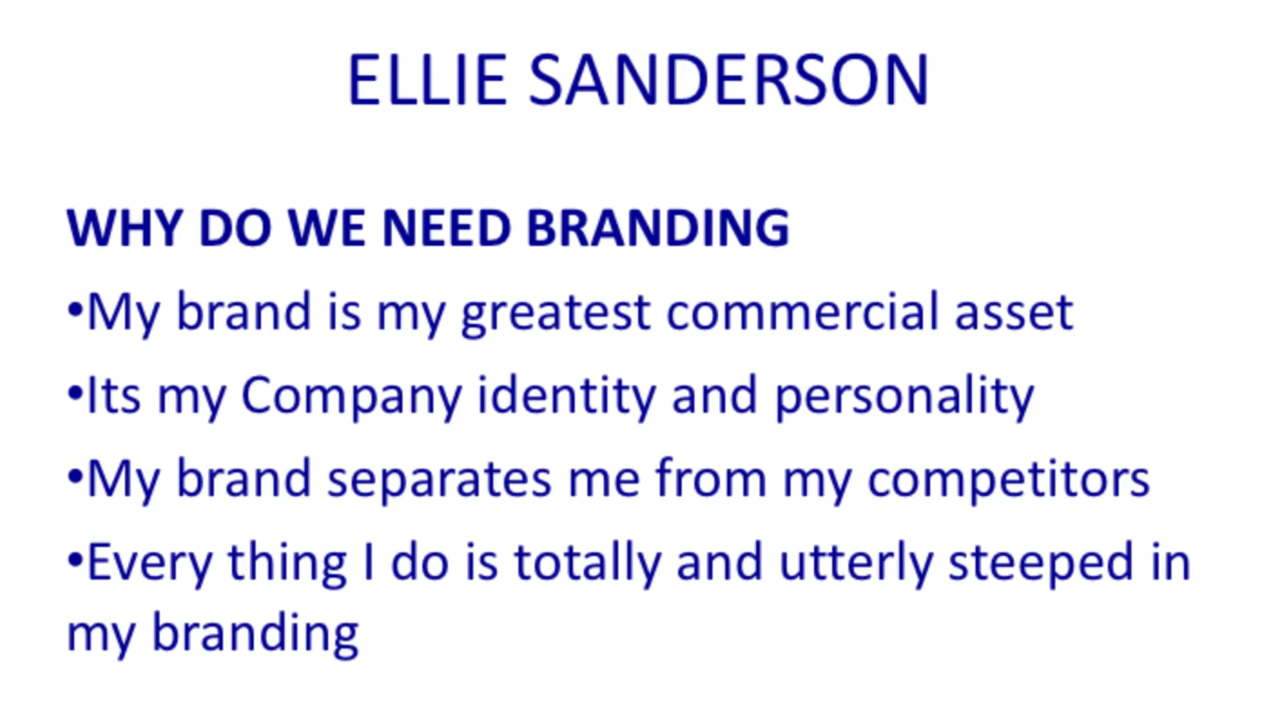 ELLIE SANDERSON
WHY DO WE NEED BRANDING
•My brand is my greatest commercial asset
•Its my Company identity and personality
•My brand separates me from my competitors
•Every thing I do is totally and utterly steeped in
my branding